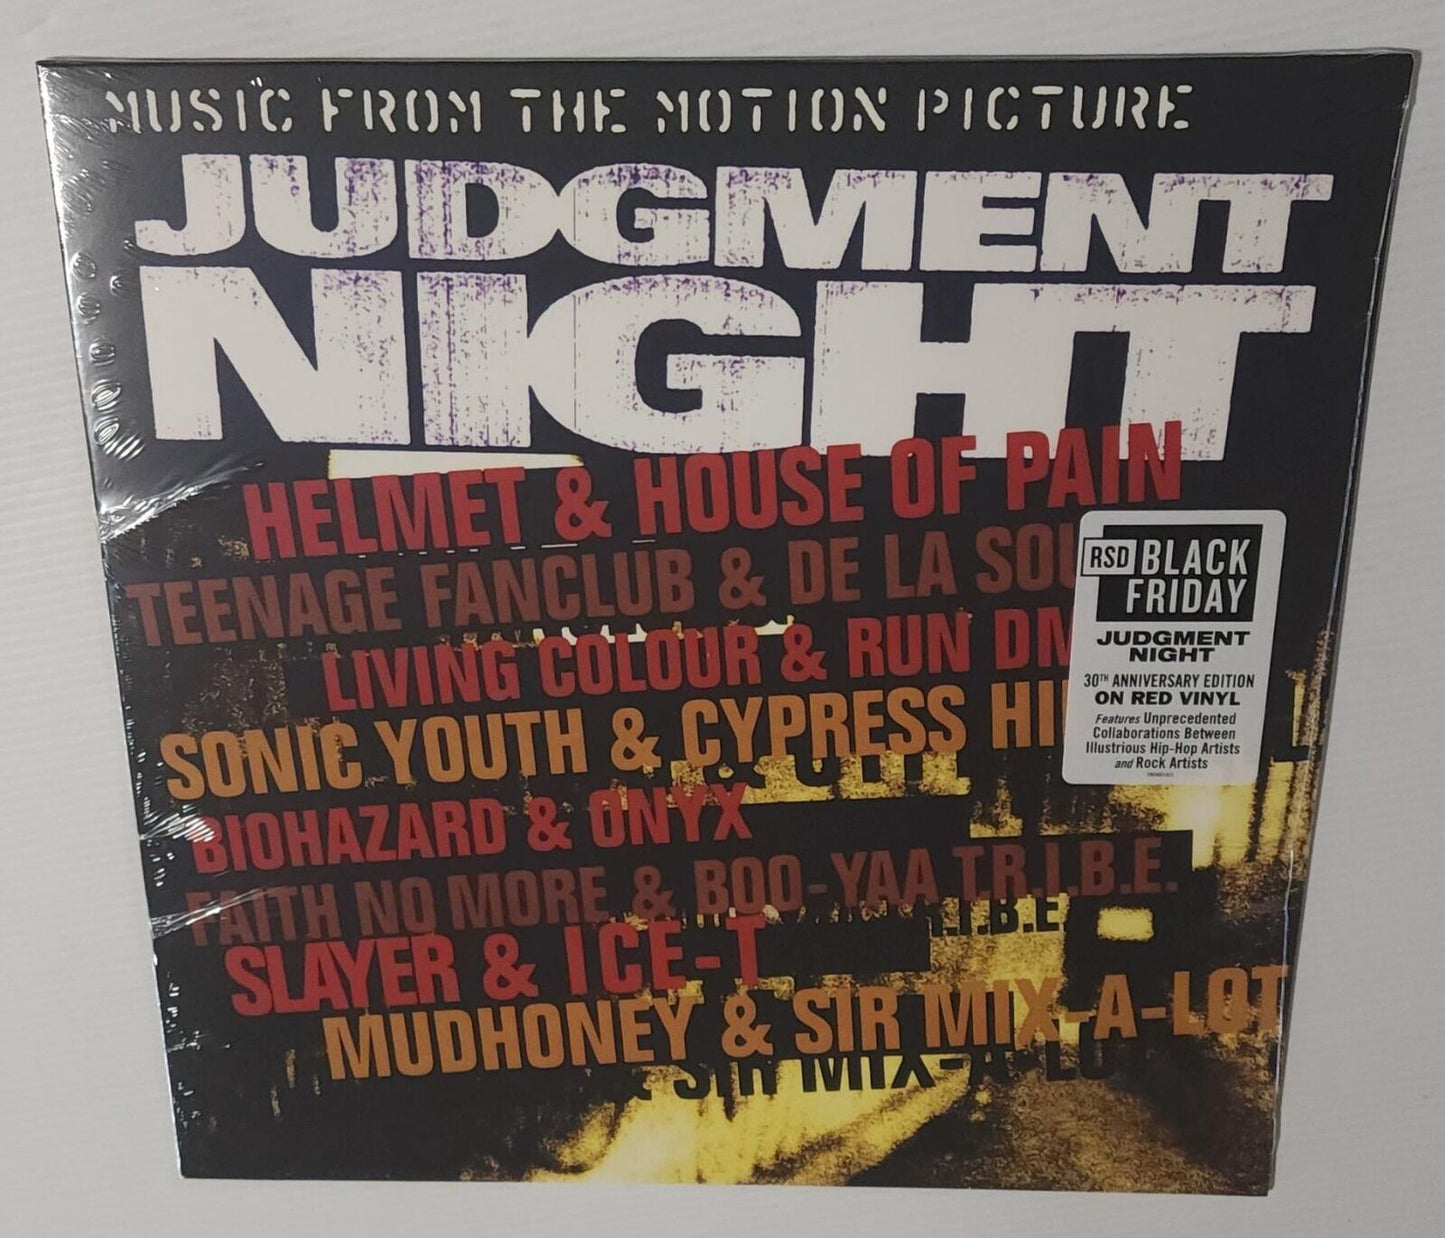 MUSIC FROM THE MOTION PICTURE
JUDGMENT
NIGHT
HELMET & HOUSE OF PAIN
TEENAGE FANCLUB & DE LA SOU
LIVING COLOUR & RUN DM
SONIC YOUTH & CYPRESS HI
BIOHAZARD & ONYX
FAITH NO MORE & BOO-YAA T.R.I.B.E.
SLAYER & ICE-T
MUDHONEY & SIR MIX-A-LOT
& SIR MIX-A-LOT
RSD BLACK
FRIDAY
JUDGMENT
NIGHT
30TH ANNIVERSARY EDITION
ON RED VINYL
Features Unprecedented
Collaborations Between
Illustrious Hip-Hop Artists
and Rock Artists